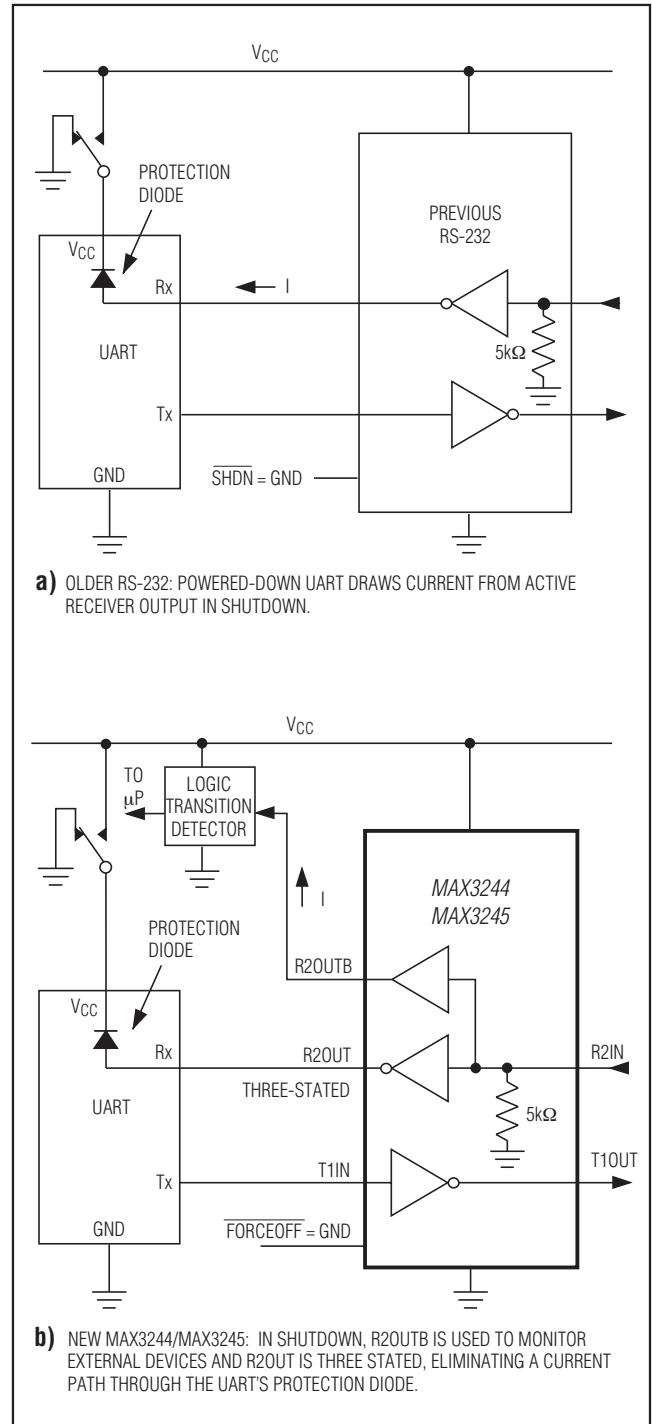 VCC
PROTECTION
DIODE
PREVIOUS
RS-232
VCC
Rx
I
UART
5kΩ
Tx
GND
SHDN = GND
a) OLDER RS-232: POWERED-DOWN UART DRAWS CURRENT FROM ACTIVE
RECEIVER OUTPUT IN SHUTDOWN.
VCC
TO
μP
LOGIC
TRANSITION
DETECTOR
MAX3244
MAX3245
I
PROTECTION
DIODE
R2OUTB
VCC
Rx
R2OUT
R2IN
THREE-STATED
UART
5kΩ
Tx
T1IN
T1OUT
GND
FORCEOFF = GND
b) NEW MAX3244/MAX3245: IN SHUTDOWN, R2OUTB IS USED TO MONITOR
EXTERNAL DEVICES AND R2OUT IS THREE STATED, ELIMINATING A CURRENT
PATH THROUGH THE UART'S PROTECTION DIODE.